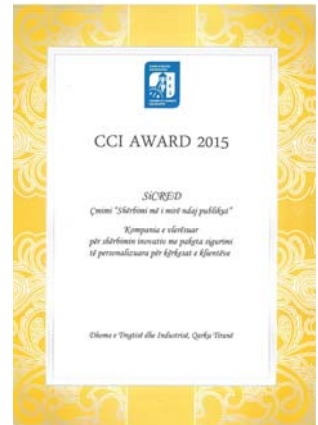 CCI AWARD 2015
SiCRED
Çmimi "Shërbimi më i mirë ndaj publikut"
Kompania e vlerësuar
për shërbimin inovativ me paketa sigurimi
të personalizuara për kërkesat e klientëve
Dhoma e Tregtisë dhe Industrisë, Qarku Tiranë